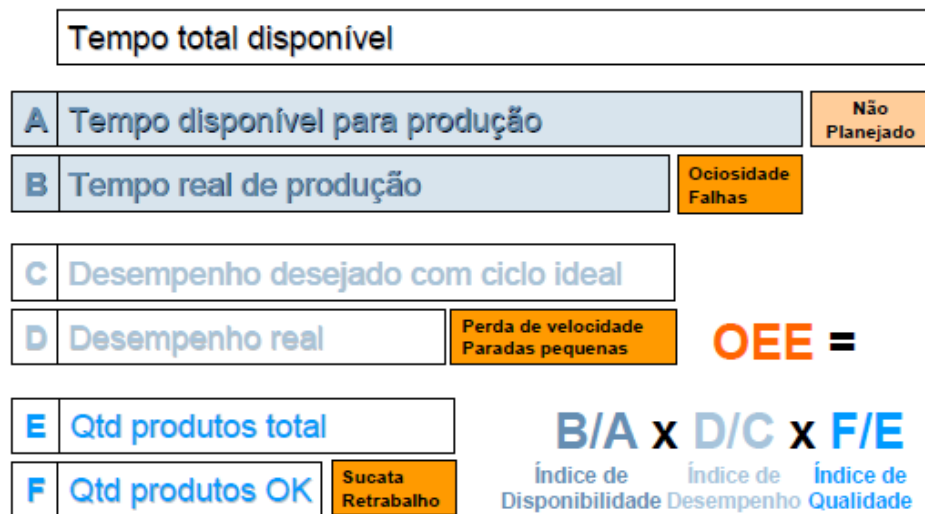 Tempo total disponível
A Tempo disponível para produção
Não
Planejado
B Tempo real de produção
Ociosidade
Falhas
C Desempenho desejado com ciclo ideal
D Desempenho real
Perda de velocidade
Paradas pequenas
OEE =
E Qtd produtos total
F Qtd produtos OK
Sucata
Retrabalho
B/A x D/C x F/E
Índice de Disponibilidade
Índice de Desempenho
Índice de Qualidade